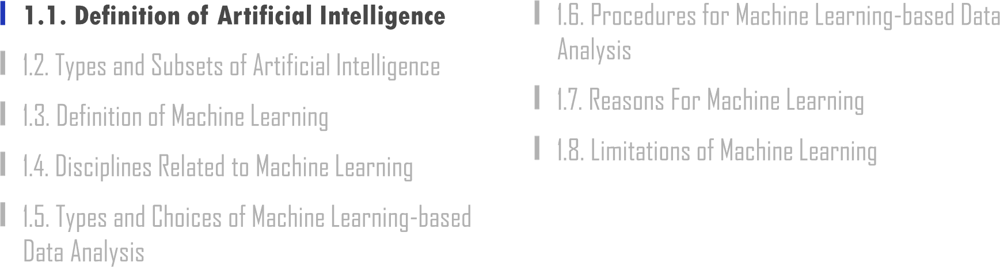 1.1. Definition of Artificial Intelligence
1.2. Types and Subsets of Artificial Intelligence
1.3. Definition of Machine Learning
1.4. Disciplines Related to Machine Learning
1.5. Types and Choices of Machine Learning-based
Data Analysis
1.6. Procedures for Machine Learning-based Data
Analysis
1.7. Reasons For Machine Learning
1.8. Limitations of Machine Learning